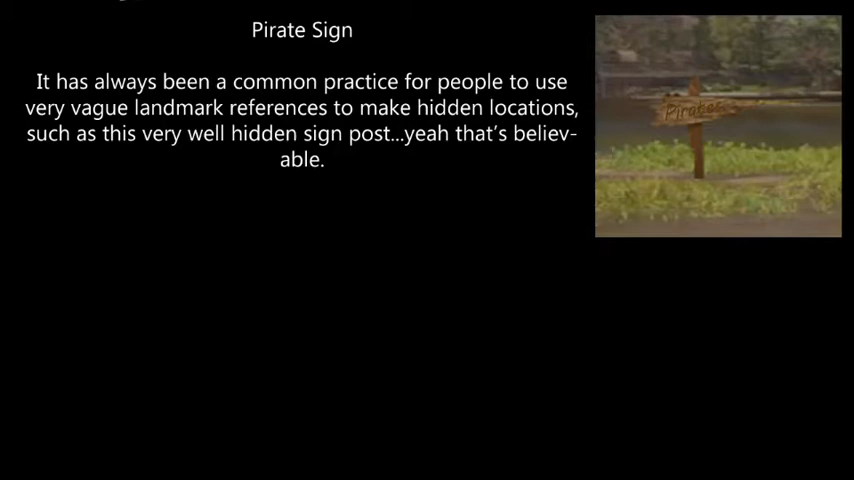 Pirate Sign
It has always been a common practice for people to use
very vague landmark references to make hidden locations,
such as this very well hidden sign post...yeah that's believ-
able.
Pirates